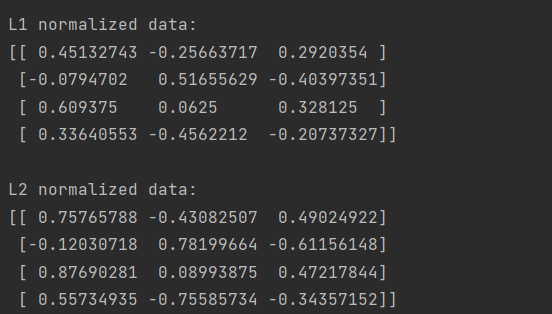 L1 normalized data:
[[ 0.45132743 -0.25663717  0.2920354 ]
 [-0.0794702   0.51655629 -0.40397351]
 [ 0.609375    0.0625      0.328125  ]
 [ 0.33640553 -0.4562212  -0.20737327]]

L2 normalized data:
[[ 0.75765788 -0.43082507  0.49024922]
 [-0.12030718  0.78199664 -0.61156148]
 [ 0.87690281  0.08993875  0.47217844]
 [ 0.55734935 -0.75585734 -0.34357152]]